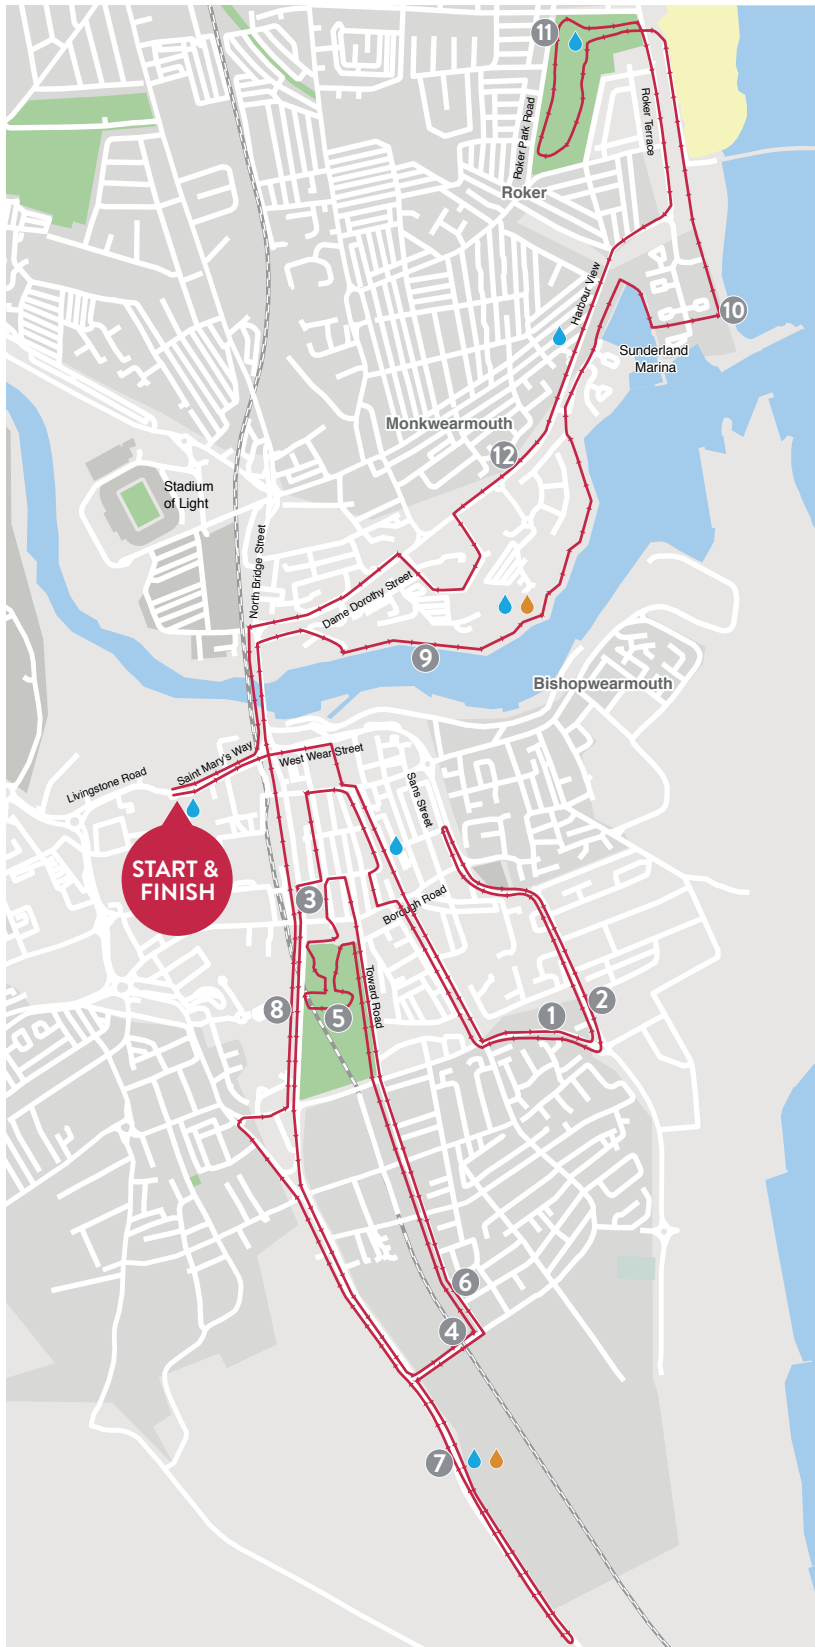 11
Roker Park Road
Roker Terrace
Roker
Harbour View
10
Sunderland
Marina
Monkwearmouth
12
Stadium
of Light
North Bridge Street
Dame Dorothy Street
9
Bishopwearmouth
Saint Mary's Way
West Wear Street
Livingstone Road
Sans Street
START &
FINISH
3
Borough Road
Toward Road
8
5
1
2
6
4
7